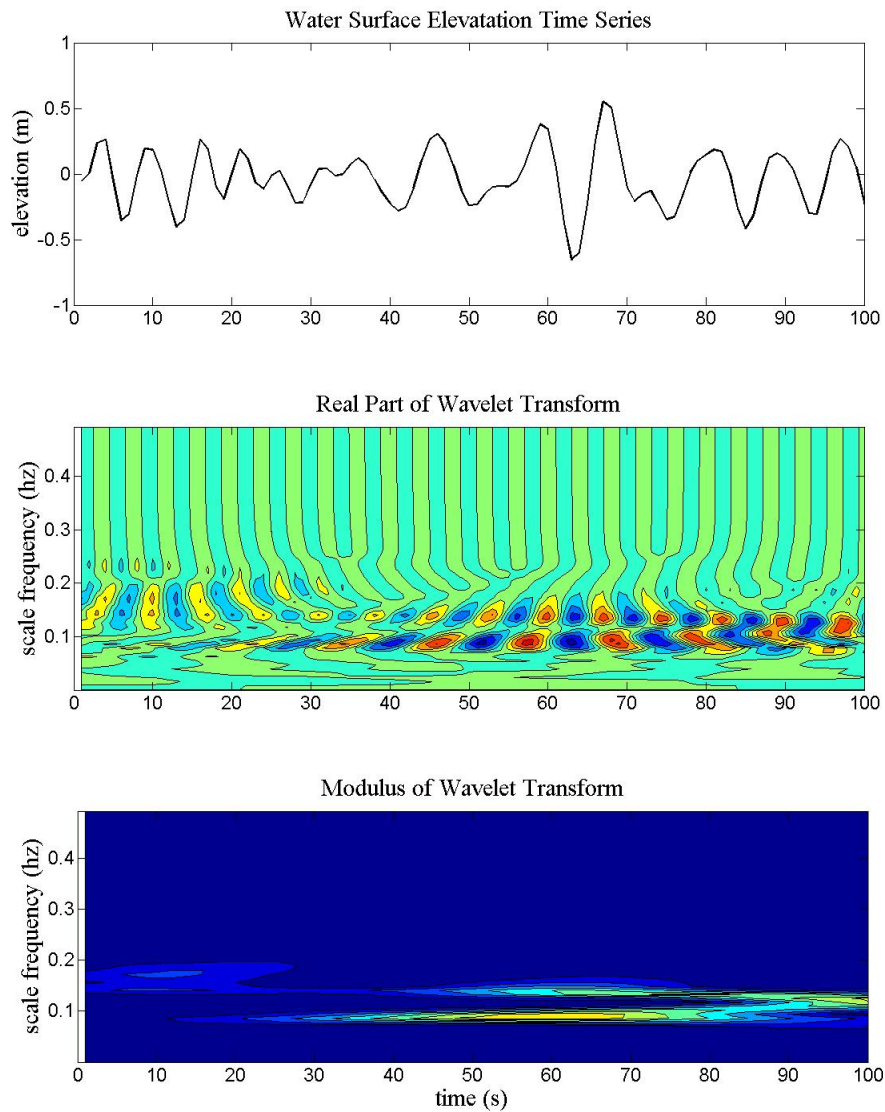 Water Surface Elevatation Time Series
1
0.5
0
-0.5
-1
elevation (m)
0 10 20 30 40 50 60 70 80 90 100
Real Part of Wavelet Transform
0.4
0.3
0.2
0.1
scale frequency (hz)
0 10 20 30 40 50 60 70 80 90 100
Modulus of Wavelet Transform
0.4
0.3
0.2
0.1
scale frequency (hz)
0 10 20 30 40 50 60 70 80 90 100
time (s)